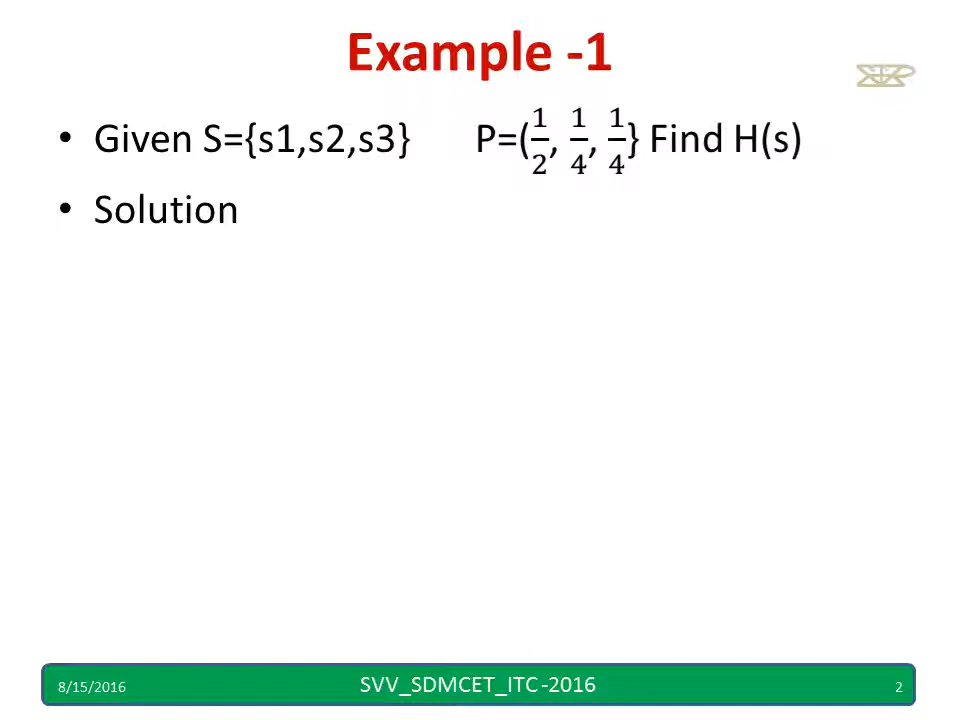 Example -1
• Given S={s1,s2,s3} P=(1/2, 1/4, 1/4} Find H(s)
• Solution
8/15/2016 SVV_SDMCET_ITC -2016 2